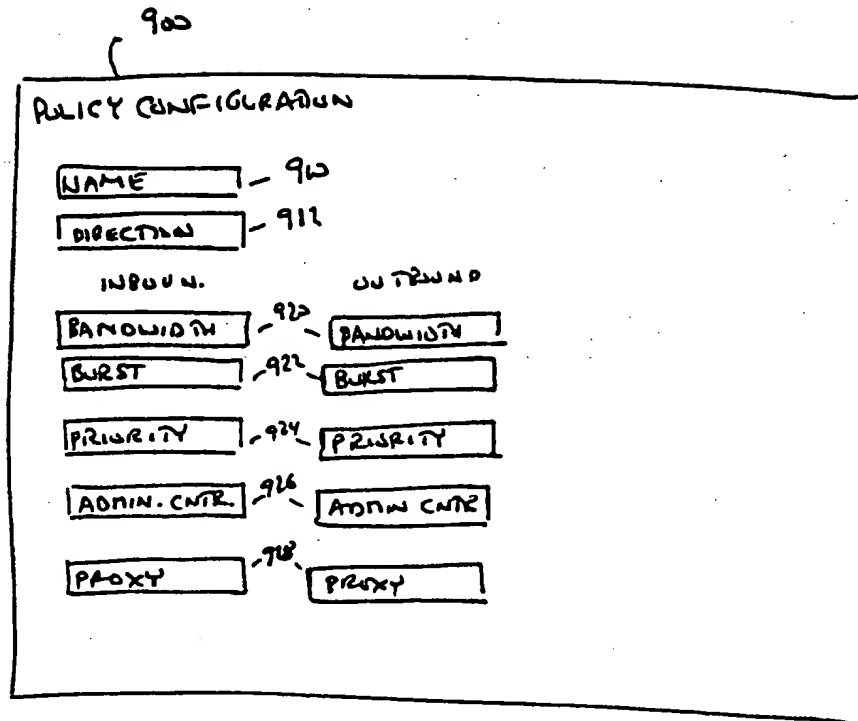 900
POLICY CONFIGURATION
NAME 910
DIRECTION 912
INBOUN. OUTBOUND
BANDWIDTH 920 BANDWIDTH
BURST 922 BURST
PRIORITY 924 PRIORITY
ADMIN. CNTR. 926 ADMIN CNTR
PROXY 928 PROXY